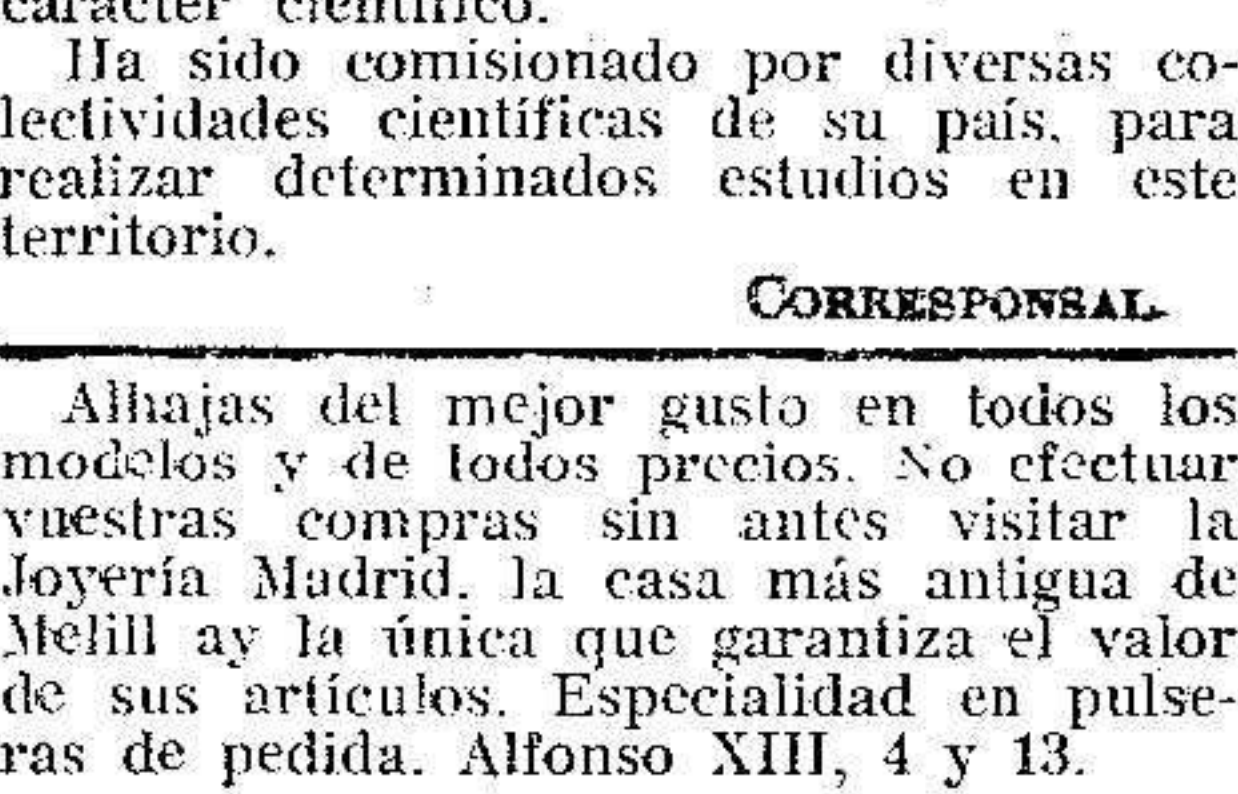 carácter científico.
Ha sido comisionado por diversas co-
lectividades científicas de su país, para
realizar determinados estudios en este
territorio.
CORRESPONSAL.
Alhajas del mejor gusto en todos los
modelos y de todos precios. No efectuar
vuestras compras sin antes visitar la
Joyería Madrid, la casa más antigua de
Melill ay la única que garantiza el valor
de sus artículos. Especialidad en pulse-
ras de pedida. Alfonso XIII, 4 y 13.